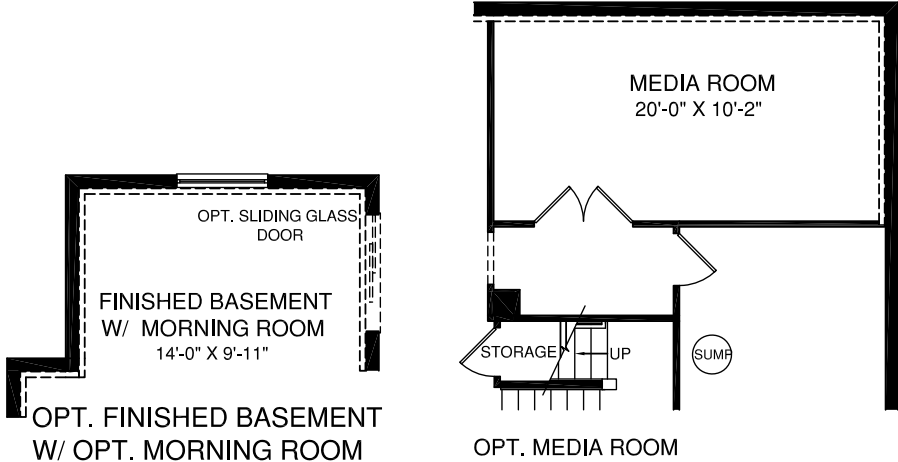 OPT. SLIDING GLASS
DOOR
FINISHED BASEMENT
W/ MORNING ROOM
14'-0" X 9'-11"
OPT. FINISHED BASEMENT
W/ OPT. MORNING ROOM
MEDIA ROOM
20'-0" X 10'-2"
STORAGE
UP
SUMP
OPT. MEDIA ROOM